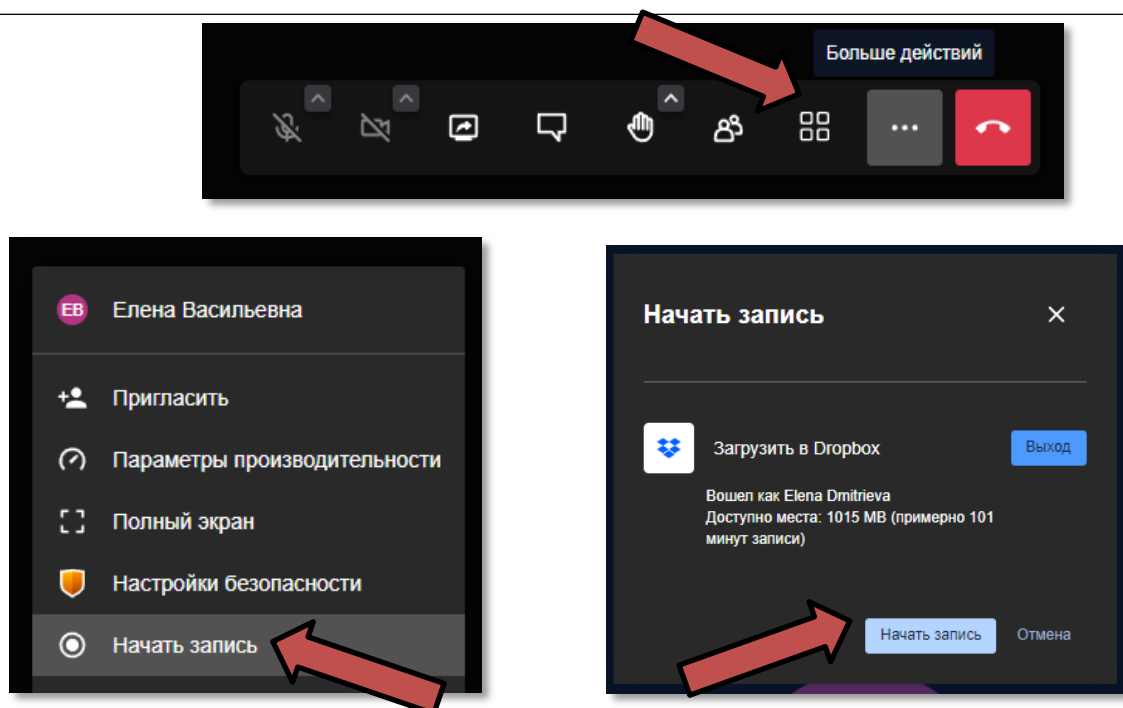 Больше действий
ЕВ
Елена Васильевна
Пригласить
Параметры производительности
Полный экран
Настройки безопасности
Начать запись
Начать запись
Загрузить в Dropbox
Выход
Вошел как Elena Dmitrieva
Доступно места: 1015 MB (примерно 101
минут записи)
Начать запись
Отмена